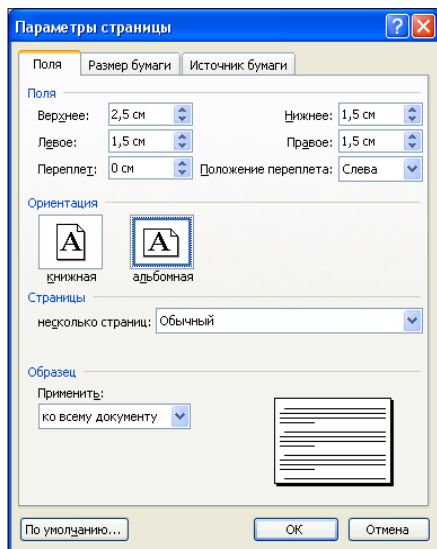 Параметры страницы
Поля Размер бумаги Источник бумаги
Поля
Верхнее: 2,5 см Нижнее: 1,5 см
Левое: 1,5 см Правое: 1,5 см
Переплет: 0 см Положение переплета: Слева
Ориентация
A A
книжная альбомная
Страницы
несколько страниц: Обычный
Образец
Применить:
ко всему документу
По умолчанию... ОК Отмена